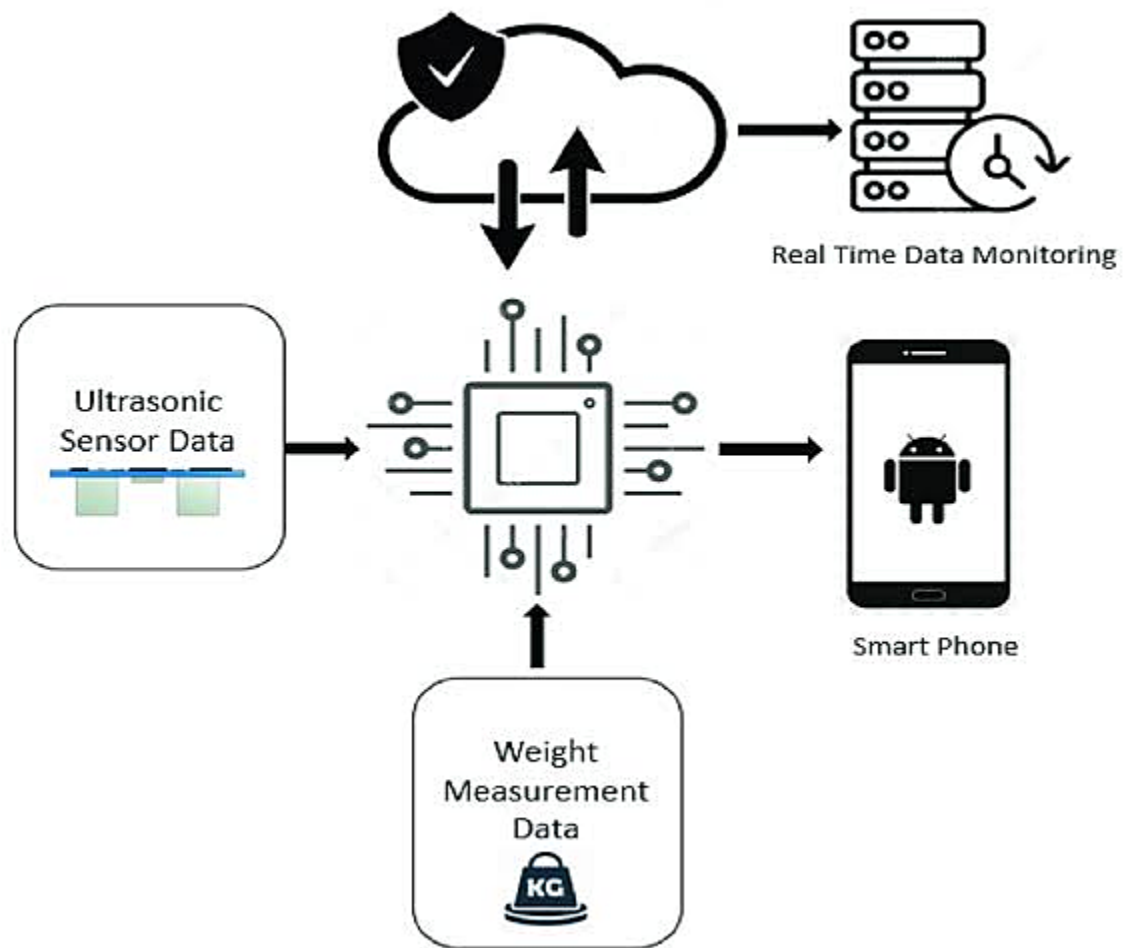 Real Time Data Monitoring
Ultrasonic
Sensor Data
Smart Phone
Weight
Measurement
Data
KG